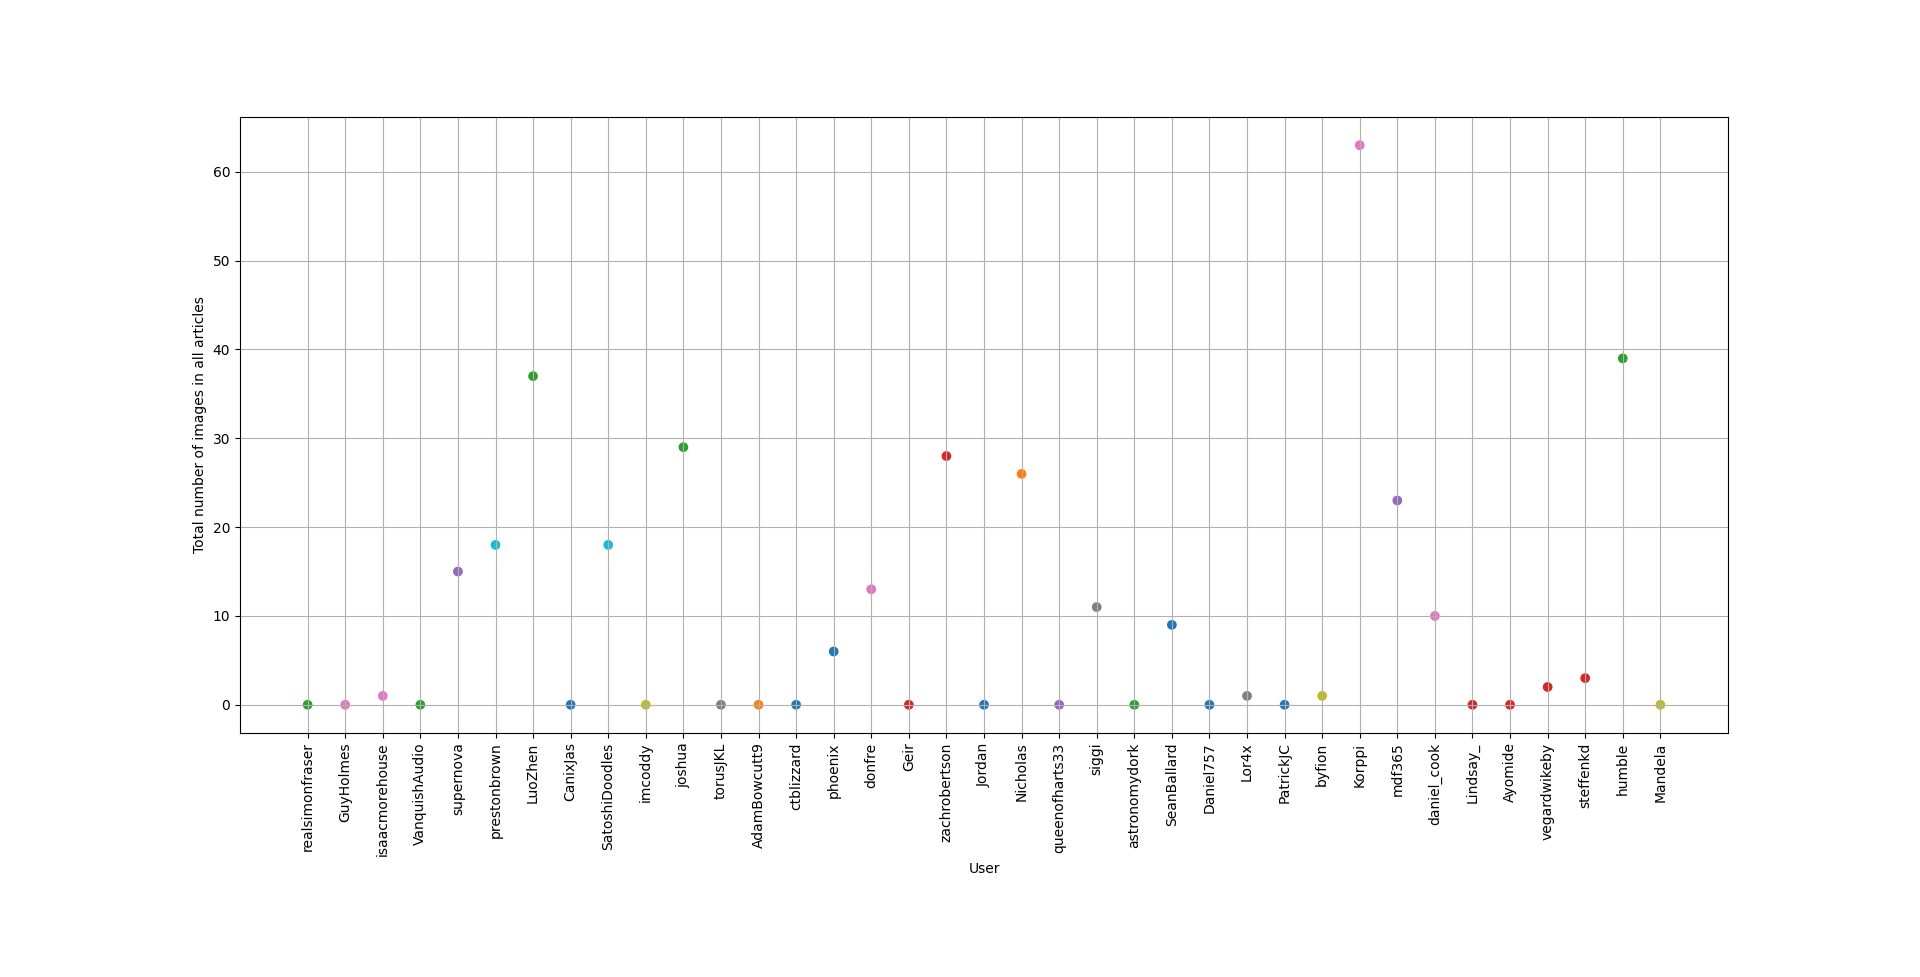 Total number of images in all articles
60
50
40
30
20
10
0
realsimonfraser
GuyHolmes
isaacmorehouse
VanquishAudio
supernova
prestonbrown
LuoZhen
CanixJas
SatoshiDoodles
imcoddy
joshua
torusJKL
AdamBowcutt9
ctblizzard
phoenix
donfre
Geir
zachrobertson
Jordan
Nicholas
queenofharts33
siggi
astronomydork
SeanBallard
Daniel757
Lor4x
PatrickJC
byfion
Korppi
mdf365
daniel_cook
Lindsay_
Ayomide
vegardwikeby
steffenkd
humble
Mandela
User